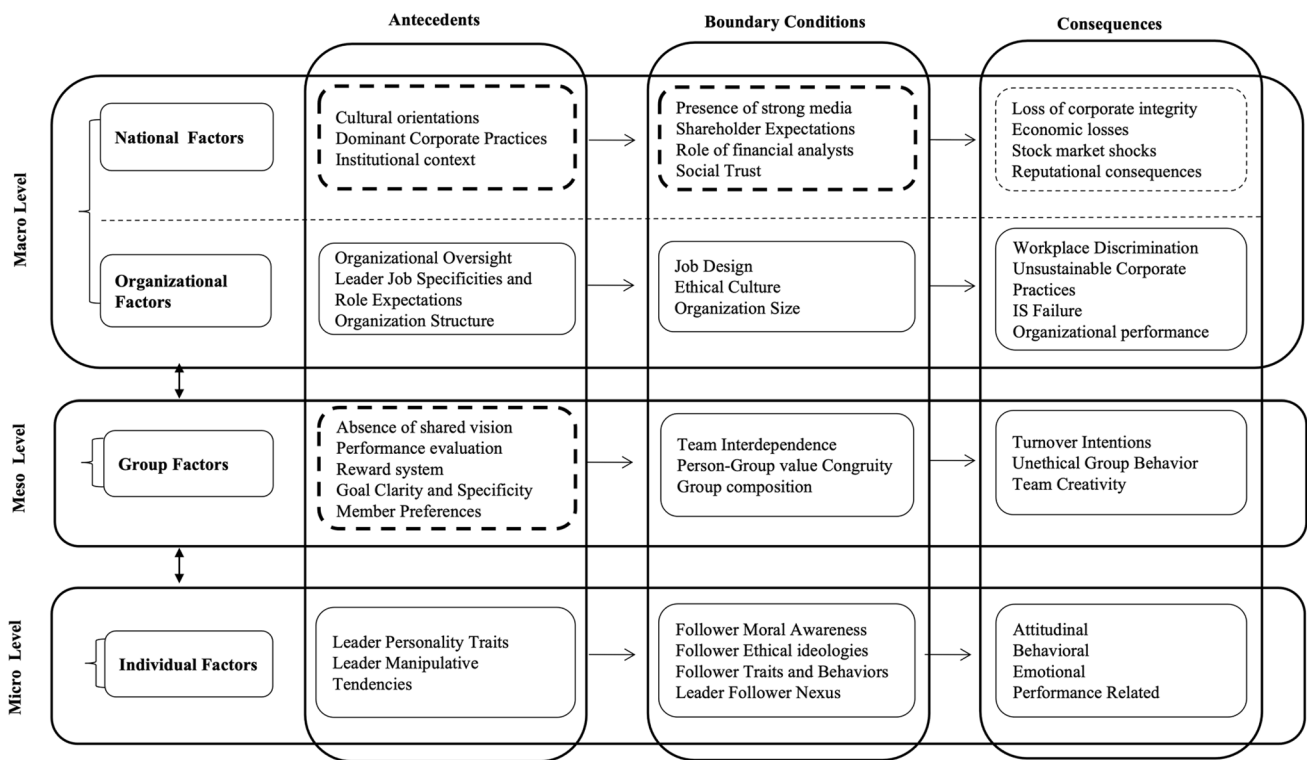 Antecedents
Boundary Conditions
Consequences
Macro Level
National Factors
Cultural orientations
Dominant Corporate Practices
Institutional context
Presence of strong media
Shareholder Expectations
Role of financial analysts
Social Trust
Loss of corporate integrity
Economic losses
Stock market shocks
Reputational consequences
Organizational
Factors
Organizational Oversight
Leader Job Specificities and
Role Expectations
Organization Structure
Job Design
Ethical Culture
Organization Size
Workplace Discrimination
Unsustainable Corporate
Practices
IS Failure
Organizational performance
Meso Level
Group Factors
Absence of shared vision
Performance evaluation
Reward system
Goal Clarity and Specificity
Member Preferences
Team Interdependence
Person-Group value Congruity
Group composition
Turnover Intentions
Unethical Group Behavior
Team Creativity
Micro Level
Individual Factors
Leader Personality Traits
Leader Manipulative
Tendencies
Follower Moral Awareness
Follower Ethical ideologies
Follower Traits and Behaviors
Leader Follower Nexus
Attitudinal
Behavioral
Emotional
Performance Related